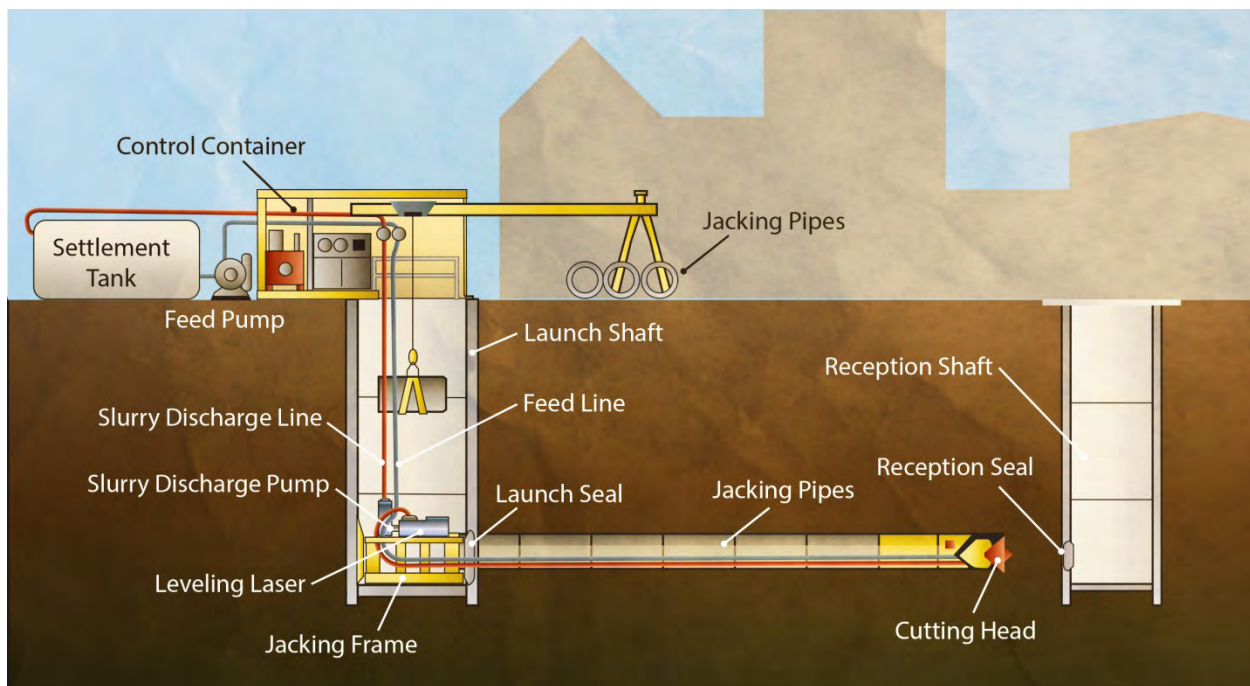 Control Container
Jacking Pipes
Settlement
Tank
Feed Pump
Launch Shaft
Reception Shaft
Slurry Discharge Line
Feed Line
Reception Seal
Slurry Discharge Pump
Launch Seal
Jacking Pipes
Leveling Laser
Jacking Frame
Cutting Head